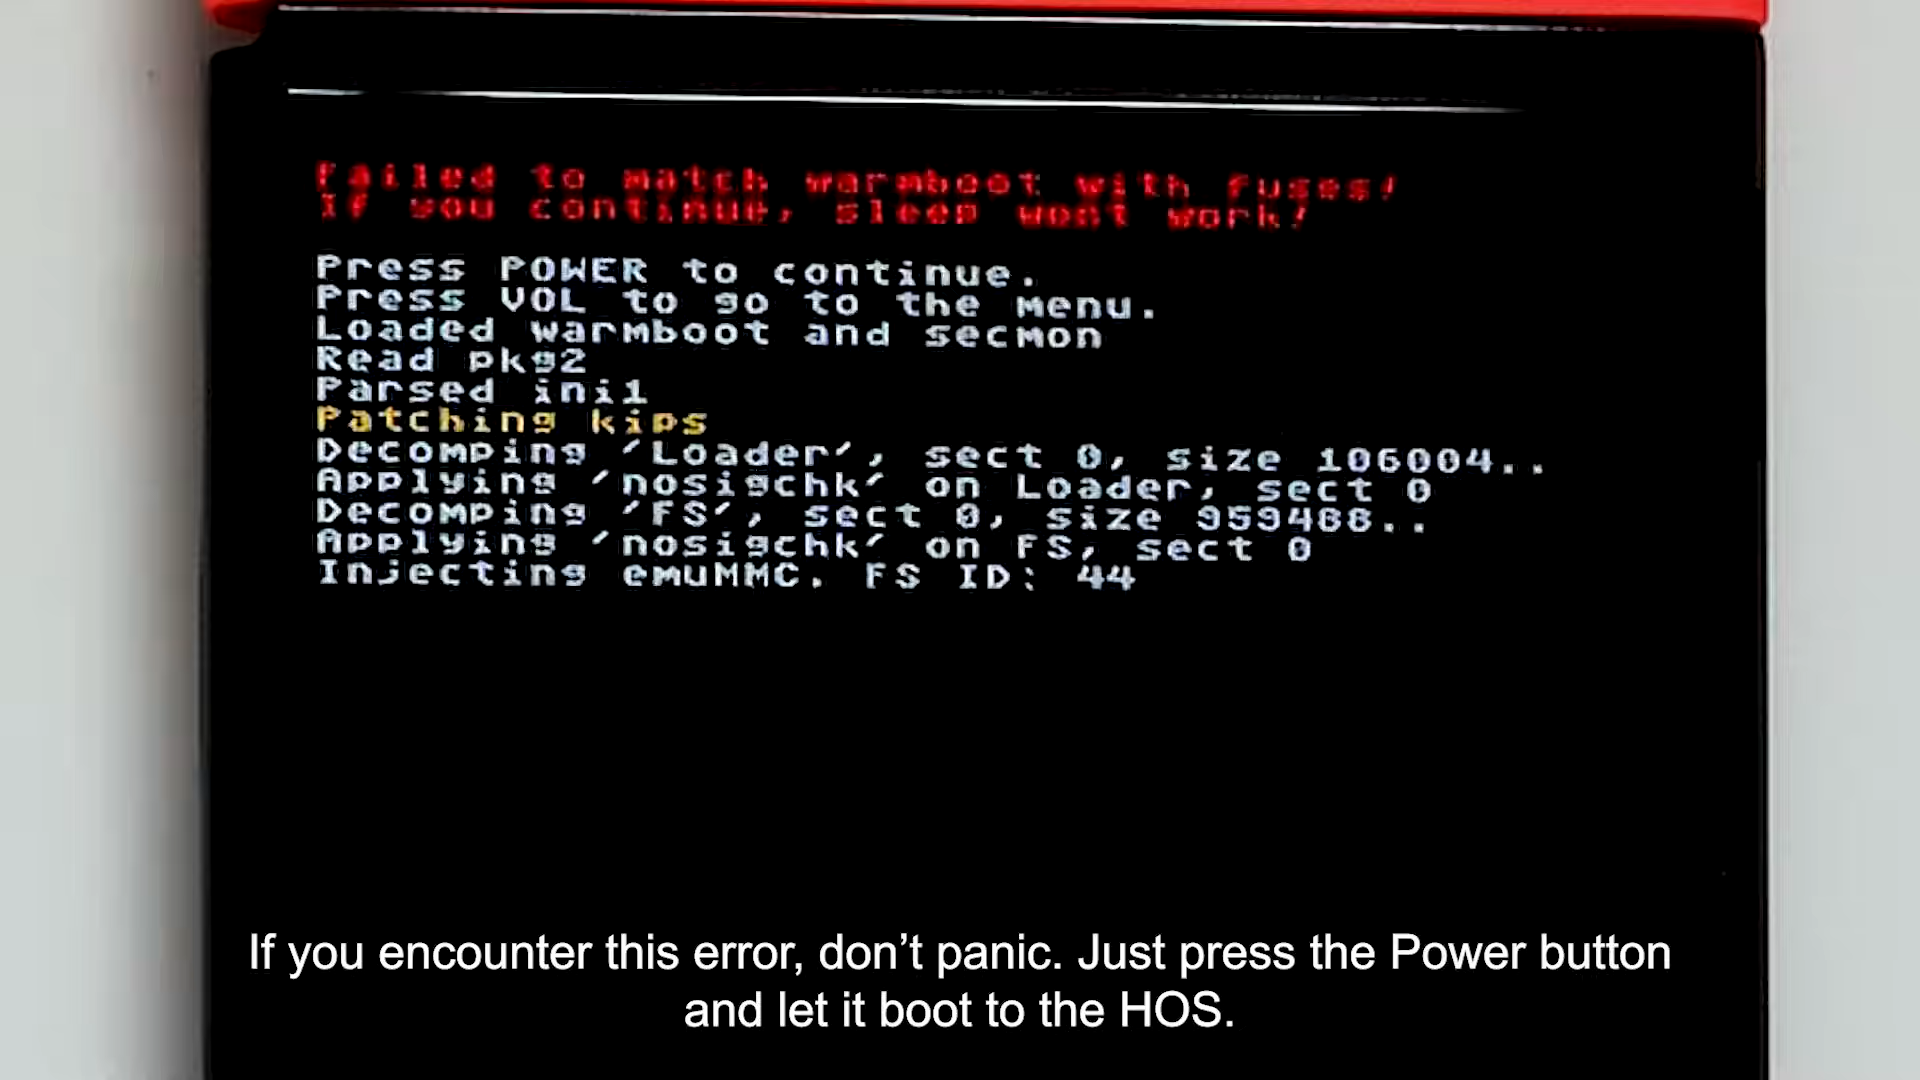 Failed to match warmboot with fuses!
If you continue, sleep wont work!
Press POWER to continue.
Press VOL to go to the menu.
Loaded warmboot and secmon
Read pkg2
Parsed ini1
Patching kips
Decomping 'Loader', sect 0, size 106004..
Applying 'nosigchk' on Loader, sect 0
Decomping 'FS', sect 0, size 959488..
Applying 'nosigchk' on FS, sect 0
Injecting emuMMC. FS ID: 44
If you encounter this error, don’t panic. Just press the Power button
and let it boot to the HOS.